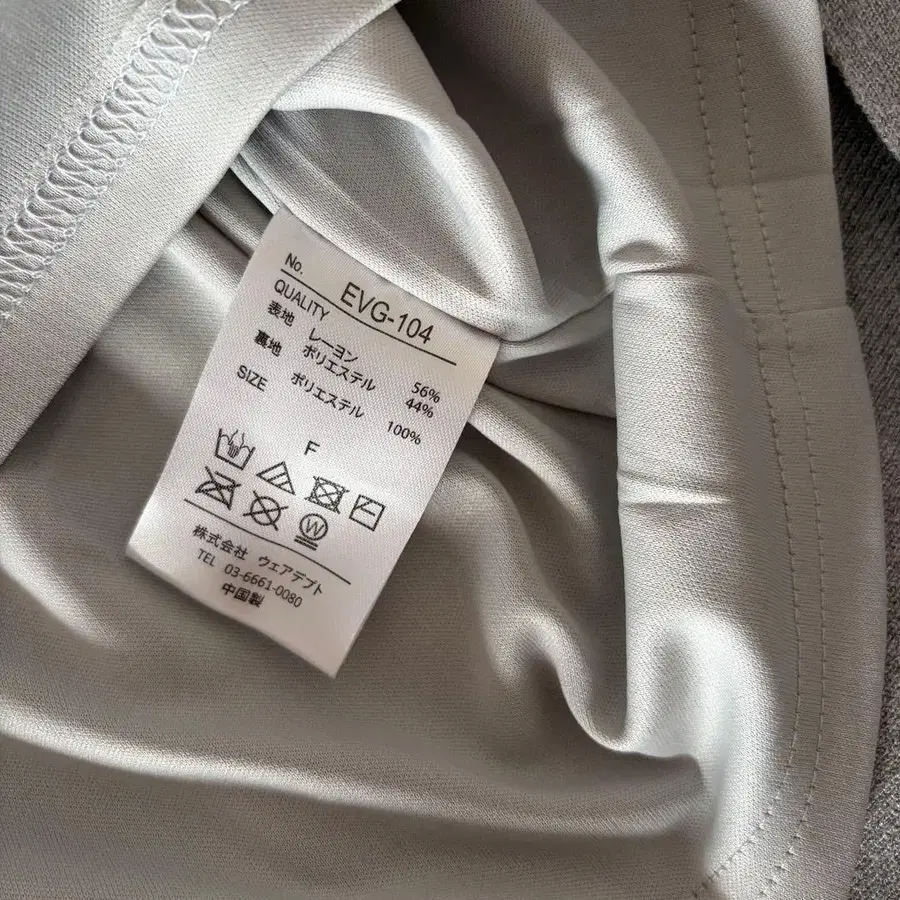 No. EVG-104
QUALITY
表地 レーヨン 56%
ポリエステル 44%
裏地 ポリエステル 100%
SIZE F
W
株式会社 ウェアデプト
TEL 03-6661-0080
中国製